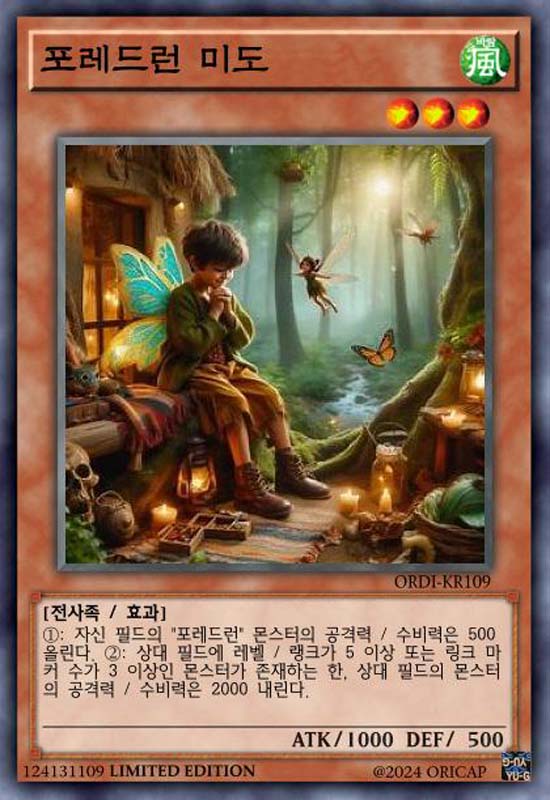 포레드런 미도
바람
風
ORDI-KR109
[전사족 / 효과]
①: 자신 필드의 "포레드런" 몬스터의 공격력 / 수비력은 500
올린다. ②: 상대 필드에 레벨 / 랭크가 5 이상 또는 링크 마
커 수가 3 이상인 몬스터가 존재하는 한, 상대 필드의 몬스터
의 공격력 / 수비력은 2000 내린다.
ATK/1000 DEF/ 500
124131109 LIMITED EDITION
@2024 ORICAP
YU-G